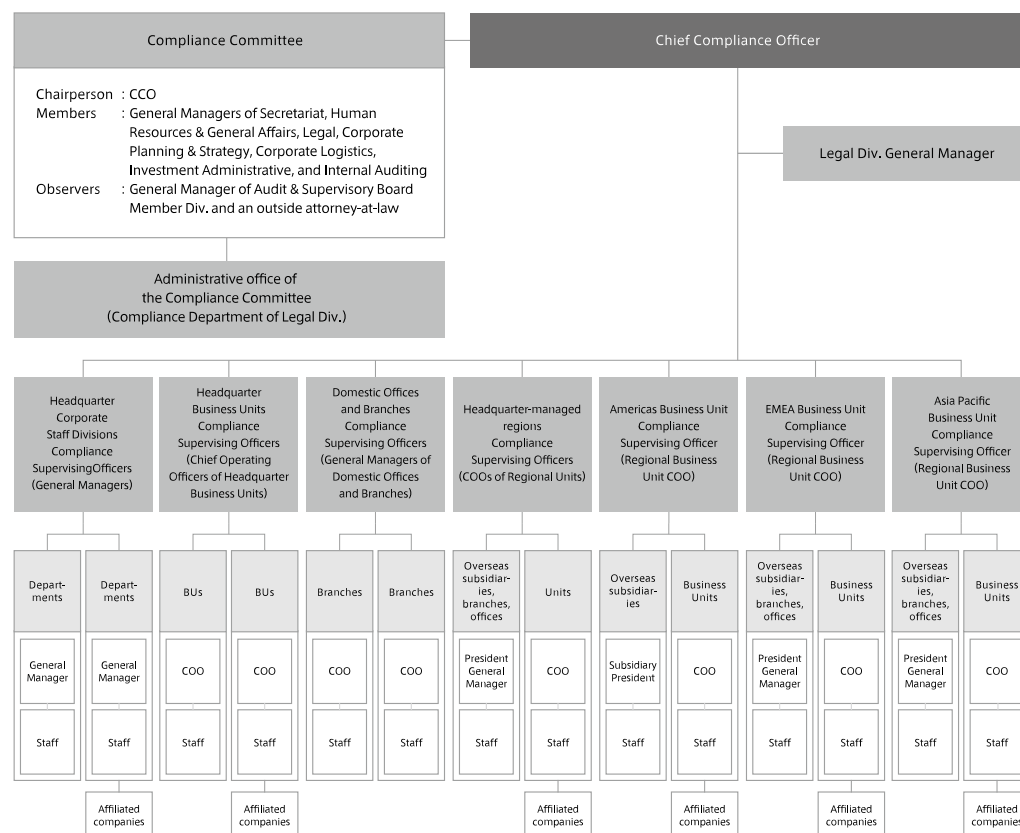 Compliance Committee
Chief Compliance Officer
Chairperson : CCO
Members : General Managers of Secretariat, Human
Resources & General Affairs, Legal, Corporate
Planning & Strategy, Corporate Logistics,
Investment Administrative, and Internal Auditing
Observers : General Manager of Audit & Supervisory Board
Member Div. and an outside attorney-at-law
Legal Div. General Manager
Administrative office of
the Compliance Committee
(Compliance Department of Legal Div.)
Headquarter
Corporate
Staff Divisions
Compliance
SupervisingOfficers
(General Managers)
Headquarter
Business Units
Compliance
Supervising Officers
(Chief Operating
Officers of Headquarter
Business Units)
Domestic Offices
and Branches
Compliance
Supervising Officers
(General Managers of
Domestic Offices
and Branches)
Headquarter-managed
regions
Compliance
Supervising Officers
(COOs of Regional Units)
Americas Business Unit
Compliance
Supervising Officer
(Regional Business
Unit COO)
EMEA Business Unit
Compliance
Supervising Officer
(Regional Business
Unit COO)
Asia Pacific
Business Unit
Compliance
Supervising Officer
(Regional Business
Unit COO)
Depart-
ments
Depart-
ments
BUs
BUs
Branches
Branches
Overseas
subsidiar-
ies,
branches,
offices
Units
Overseas
subsidiar-
ies
Business
Units
Overseas
subsidiar-
ies,
branches,
offices
Business
Units
Overseas
subsidiar-
ies,
branches,
offices
Business
Units
General
Manager
General
Manager
COO
COO
COO
COO
President
General
Manager
COO
Subsidiary
President
COO
President
General
Manager
COO
President
General
Manager
COO
Staff
Staff
Staff
Staff
Staff
Staff
Staff
Staff
Staff
Staff
Staff
Staff
Staff
Staff
Affiliated
companies
Affiliated
companies
Affiliated
companies
Affiliated
companies
Affiliated
companies
Affiliated
companies